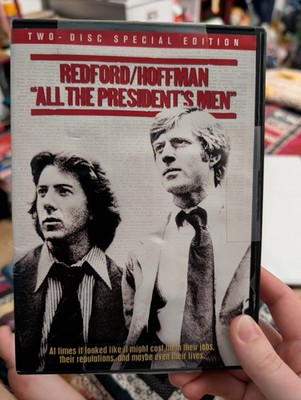 TWO-DISC SPECIAL EDITION
REDFORD/HOFFMAN
"ALL THE PRESIDENT'S MEN"
At times it looked like it might cost them their jobs,
their reputations, and maybe even their lives.